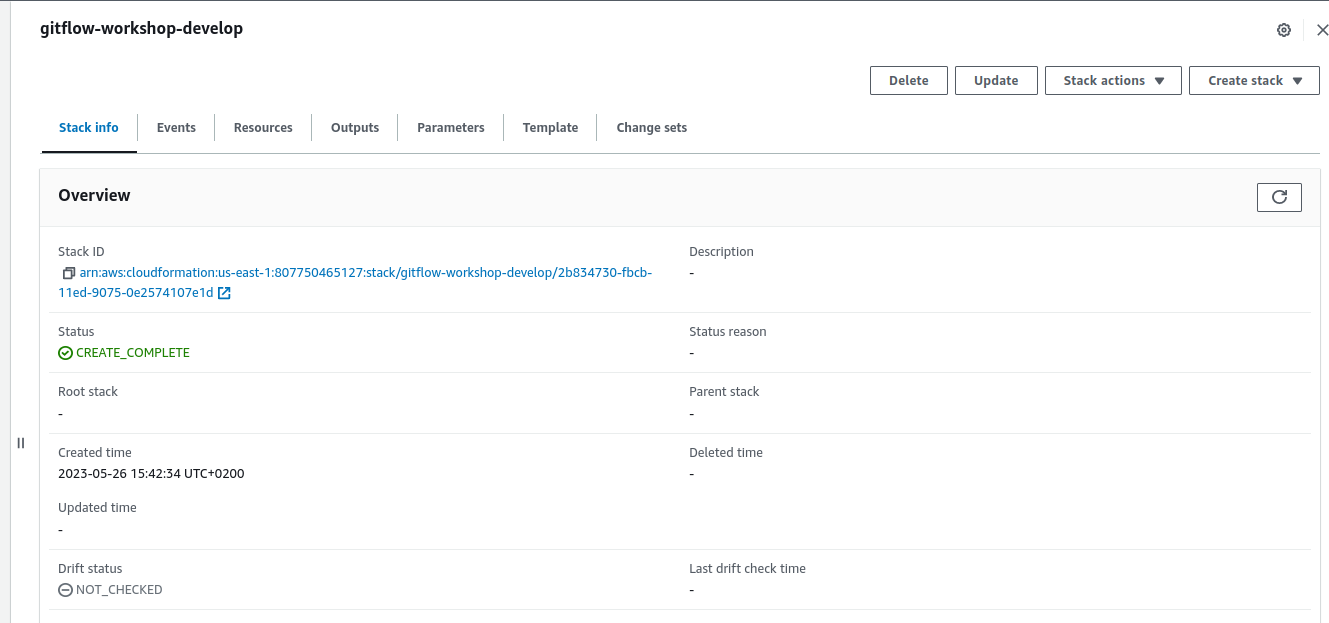 gitflow-workshop-develop
Delete
Update
Stack actions
Create stack
Stack info
Events
Resources
Outputs
Parameters
Template
Change sets
Overview
Stack ID
arn:aws:cloudformation:us-east-1:807750465127:stack/gitflow-workshop-develop/2b834730-fbcb-
11ed-9075-0e2574107e1d
Description
-
Status
CREATE_COMPLETE
Status reason
-
Root stack
-
Parent stack
-
Created time
2023-05-26 15:42:34 UTC+0200
Deleted time
-
Updated time
-
Drift status
NOT_CHECKED
Last drift check time
-